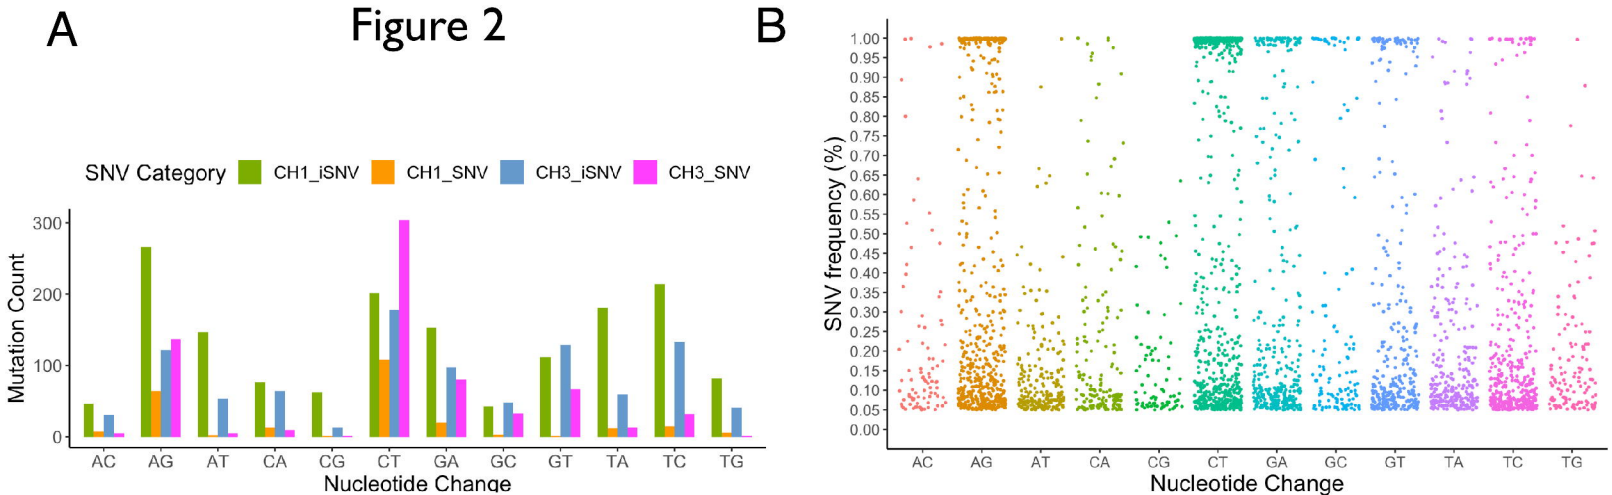 A
Figure 2
SNV Category CH1_iSNV CH1_SNV CH3_iSNV CH3_SNV
Mutation Count
300
200
100
0
AC AG AT CA CG CT GA GC GT TA TC TG
Nucleotide Change
B
SNV frequency (%)
1.00
0.95
0.90
0.85
0.80
0.75
0.70
0.65
0.60
0.55
0.50
0.45
0.40
0.35
0.30
0.25
0.20
0.15
0.10
0.05
0.00
AC AG AT CA CG CT GA GC GT TA TC TG
Nucleotide Change